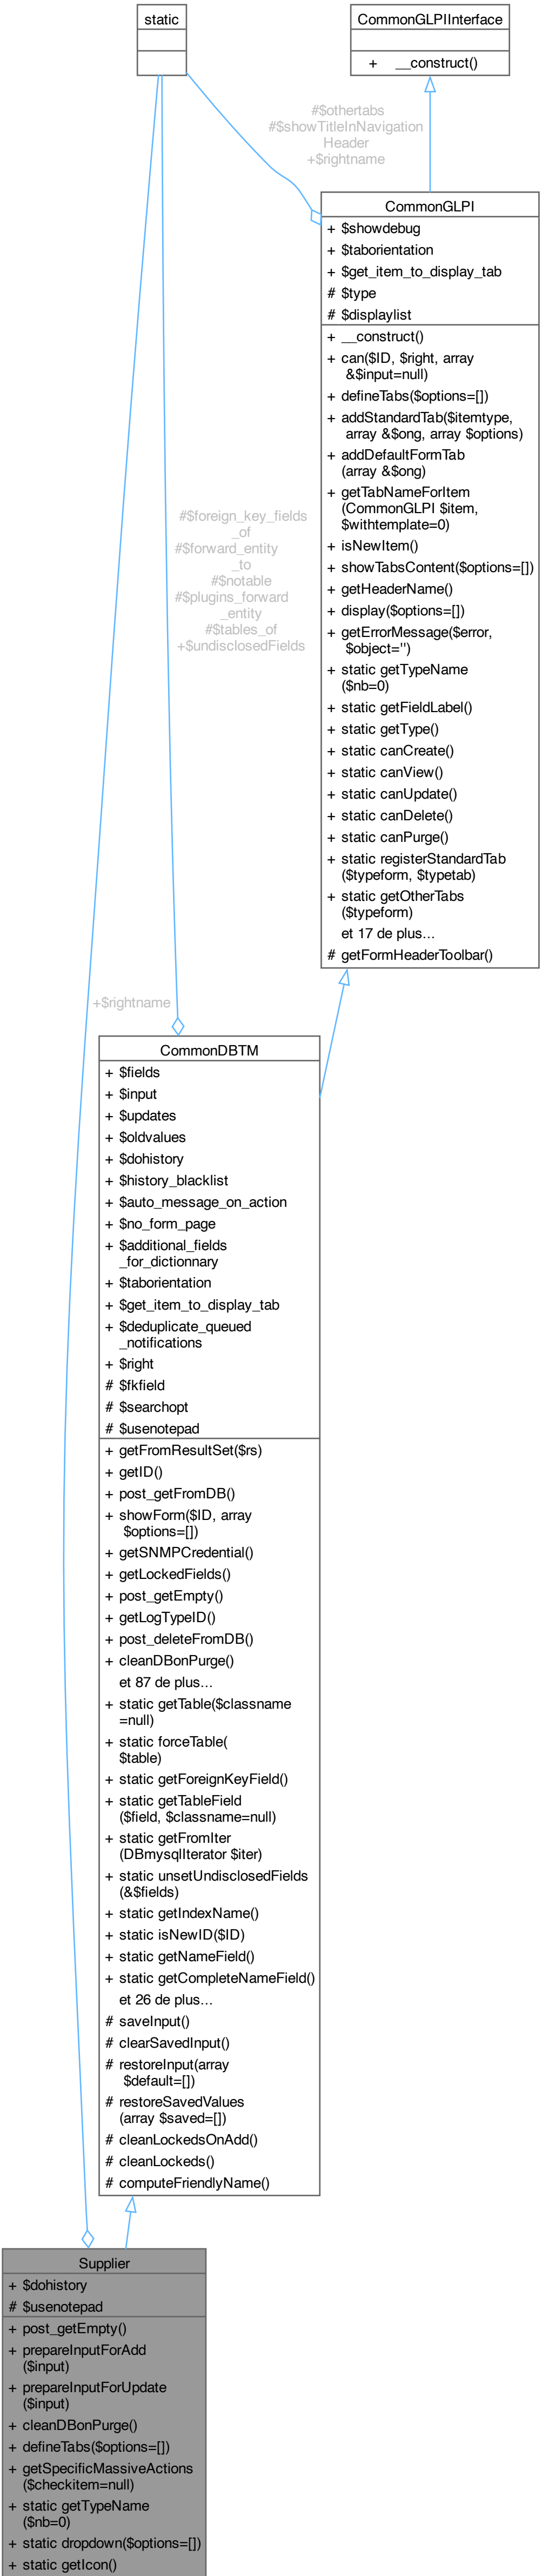 static
CommonGLPIInterface
+ __construct()
#$othertabs
#$showTitleInNavigation
Header
+$rightname
CommonGLPI
+ $showdebug
+ $taborientation
+ $get_item_to_display_tab
# $type
# $displaylist
+ __construct()
+ can($ID, $right, array
&$input=null)
+ defineTabs($options=[])
+ addStandardTab($itemtype,
array &$ong, array $options)
+ addDefaultFormTab
(array &$ong)
+ getTabNameForItem
(CommonGLPI $item,
$withtemplate=0)
+ isNewItem()
+ showTabsContent($options=[])
+ getHeaderName()
+ display($options=[])
+ getErrorMessage($error,
$object='')
+ static getTypeName
($nb=0)
+ static getFieldLabel()
+ static getType()
+ static canCreate()
+ static canView()
+ static canUpdate()
+ static canDelete()
+ static canPurge()
+ static registerStandardTab
($typeform, $typetab)
+ static getOtherTabs
($typeform)
et 17 de plus...
# getFormHeaderToolbar()
#$foreign_key_fields
_of
#$forward_entity
_to
#$notable
#$plugins_forward
_entity
#$tables_of
+$undisclosedFields
+$rightname
CommonDBTM
+ $fields
+ $input
+ $updates
+ $oldvalues
+ $dohistory
+ $history_blacklist
+ $auto_message_on_action
+ $no_form_page
+ $additional_fields
_for_dictionnary
+ $taborientation
+ $get_item_to_display_tab
+ $deduplicate_queued
_notifications
+ $right
# $fkfield
# $searchopt
# $usenotepad
+ getFromResultSet($rs)
+ getID()
+ post_getFromDB()
+ showForm($ID, array
$options=[])
+ getSNMPCredential()
+ getLockedFields()
+ post_getEmpty()
+ getLogTypeID()
+ post_deleteFromDB()
+ cleanDBonPurge()
et 87 de plus...
+ static getTable($classname
=null)
+ static forceTable(
$table)
+ static getForeignKeyField()
+ static getTableField
($field, $classname=null)
+ static getFromIter
(DBmysqlIterator $iter)
+ static unsetUndisclosedFields
(&$fields)
+ static getIndexName()
+ static isNewID($ID)
+ static getNameField()
+ static getCompleteNameField()
et 26 de plus...
# saveInput()
# clearSavedInput()
# restoreInput(array
$default=[])
# restoreSavedValues
(array $saved=[])
# cleanLockedsOnAdd()
# cleanLockeds()
# computeFriendlyName()
Supplier
+ $dohistory
# $usenotepad
+ post_getEmpty()
+ prepareInputForAdd
($input)
+ prepareInputForUpdate
($input)
+ cleanDBonPurge()
+ defineTabs($options=[])
+ getSpecificMassiveActions
($checkitem=null)
+ static getTypeName
($nb=0)
+ static dropdown($options=[])
+ static getIcon()